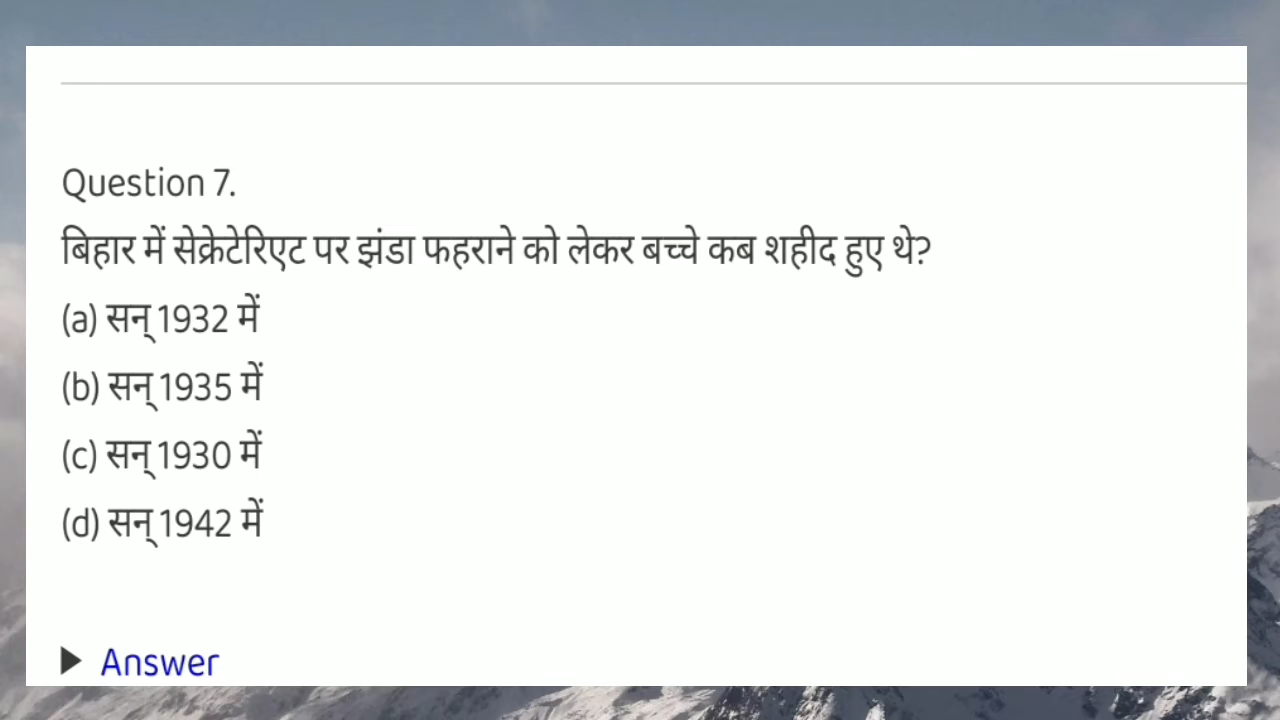 Question 7.
बिहार में सेक्रेटेरिएट पर झंडा फहराने को लेकर बच्चे कब शहीद हुए थे?
(a) सन् 1932 में
(b) सन् 1935 में
(c) सन् 1930 में
(d) सन् 1942 में
Answer